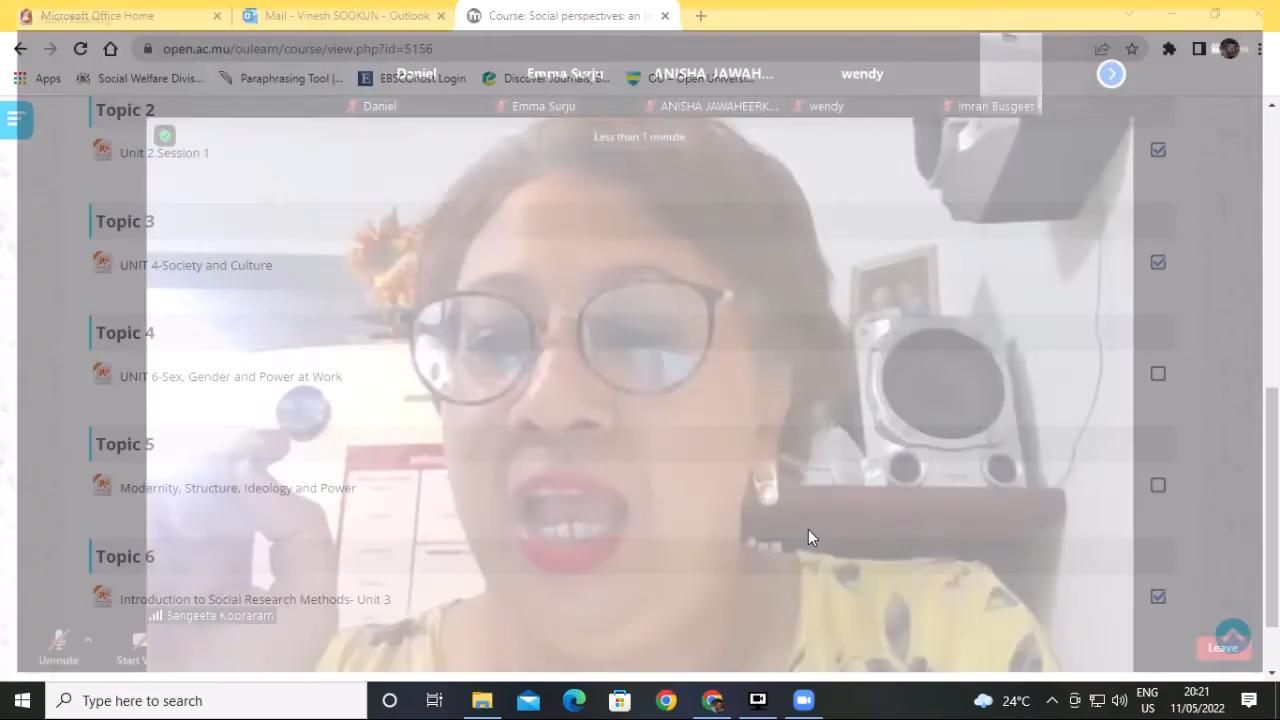 Microsoft Office Home
Mail - Vinesh SOOKUN - Outlook
Course: Social perspectives: an In
open.ac.mu/oulearn/course/view.php?id=5156
Apps
Social Welfare Divis...
Paraphrasing Tool |...
EBSCOhost Login
Discover Journals, B...
OU – Open Universi...
Daniel
Emma Surju
ANISHA JAWAH...
wendy
Daniel
Emma Surju
ANISHA JAWAHEERK...
wendy
Imran Busgeet
Less than 1 minute
Topic 2
Unit 2 Session 1
Topic 3
UNIT 4-Society and Culture
Topic 4
UNIT 6-Sex, Gender and Power at Work
Topic 5
Modernity, Structure, Ideology and Power
Topic 6
Introduction to Social Research Methods- Unit 3
Sangeeta Kooraram
Unmute
Start V
Leave
Type here to search
24°C
ENG
US
20:21
11/05/2022